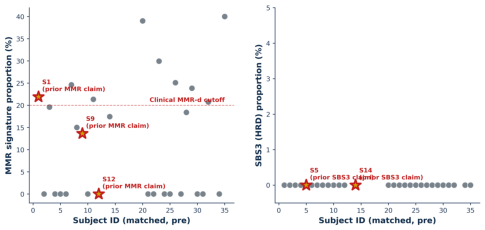 40
35
30
25
20
15
10
5
0
MMR signature proportion (%)
S1
(prior MMR claim)
Clinical MMR-d cutoff
S9
(prior MMR claim)
S12
(prior MMR claim)
0 5 10 15 20 25 30 35
Subject ID (matched, pre)
5
4
3
2
1
0
SBS3 (HRD) proportion (%)
S5
(prior SBS3 claim)
S14
(prior SBS3 claim)
0 5 10 15 20 25 30 35
Subject ID (matched, pre)